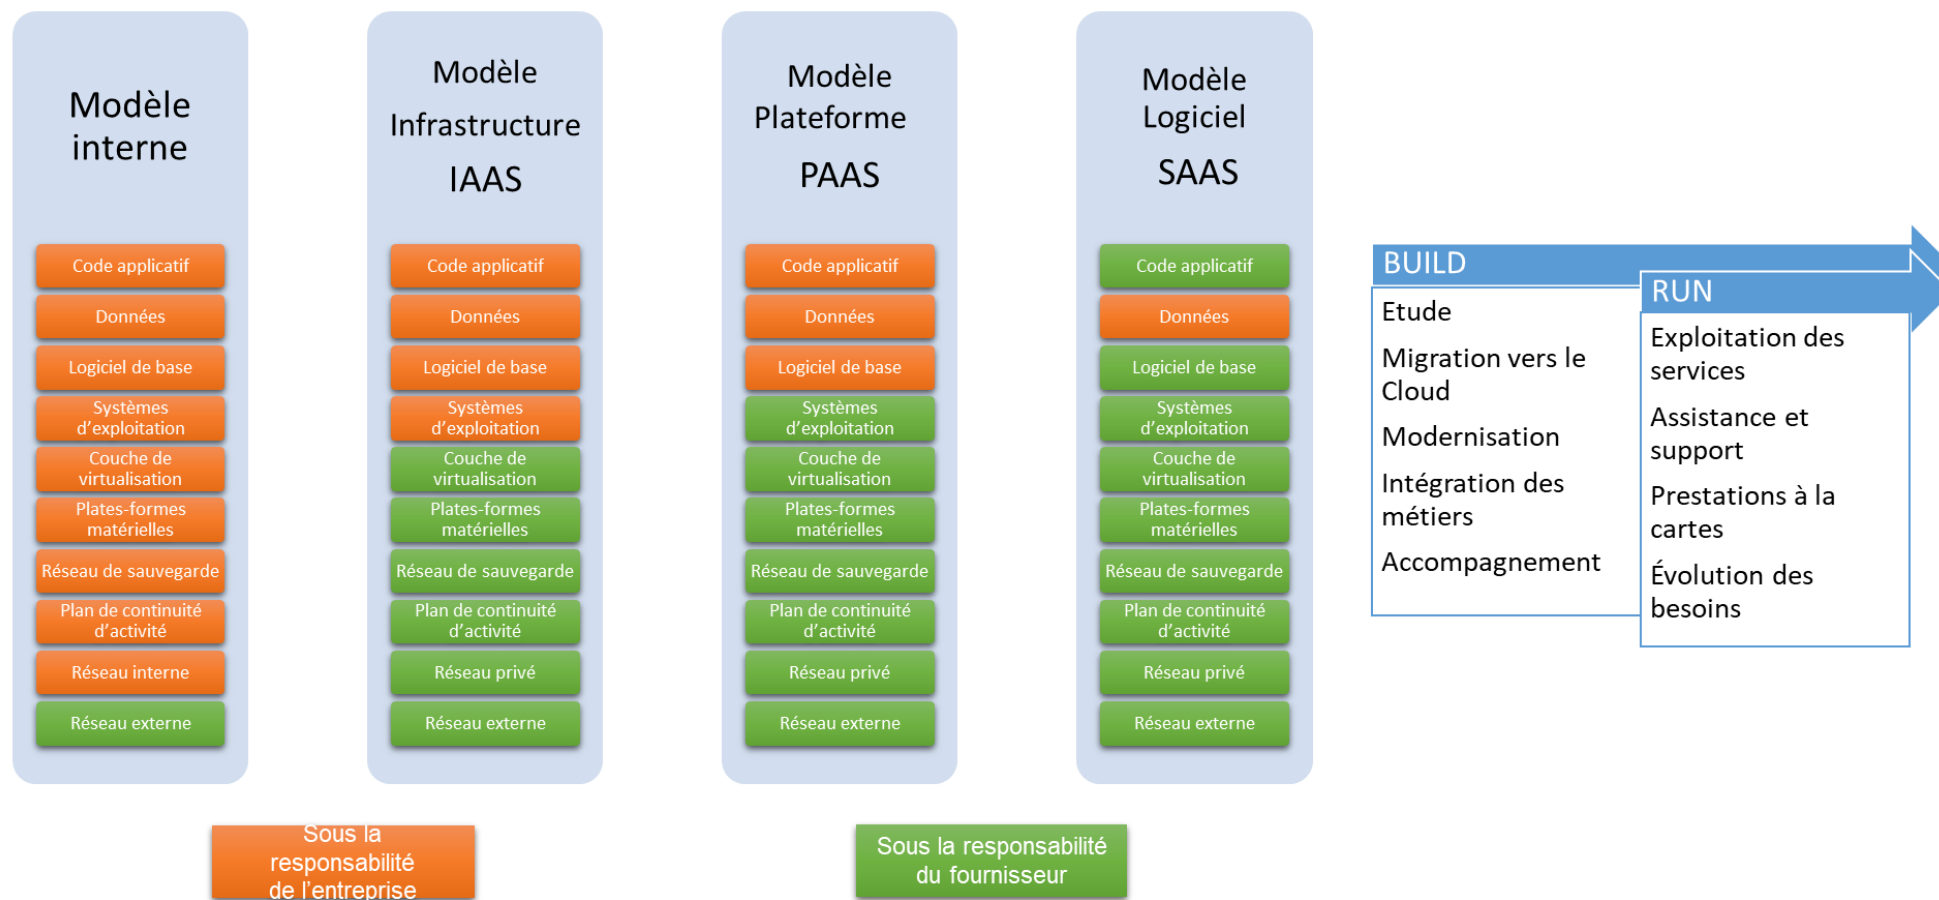 Modèle
interne
Code applicatif
Données
Logiciel de base
Systèmes
d’exploitation
Couche de
virtualisation
Plates-formes
matérielles
Réseau de sauvegarde
Plan de continuité
d’activité
Réseau interne
Réseau externe
Modèle
Infrastructure
IAAS
Code applicatif
Données
Logiciel de base
Systèmes
d’exploitation
Couche de
virtualisation
Plates-formes
matérielles
Réseau de sauvegarde
Plan de continuité
d’activité
Réseau privé
Réseau externe
Modèle
Plateforme
PAAS
Code applicatif
Données
Logiciel de base
Systèmes
d’exploitation
Couche de
virtualisation
Plates-formes
matérielles
Réseau de sauvegarde
Plan de continuité
d’activité
Réseau privé
Réseau externe
Modèle
Logiciel
SAAS
Code applicatif
Données
Logiciel de base
Systèmes
d’exploitation
Couche de
virtualisation
Plates-formes
matérielles
Réseau de sauvegarde
Plan de continuité
d’activité
Réseau privé
Réseau externe
BUILD
Etude
Migration vers le
Cloud
Modernisation
Intégration des
métiers
Accompagnement
RUN
Exploitation des
services
Assistance et
support
Prestations à la
cartes
Évolution des
besoins
Sous la
responsabilité
de l’entreprise
Sous la responsabilité
du fournisseur